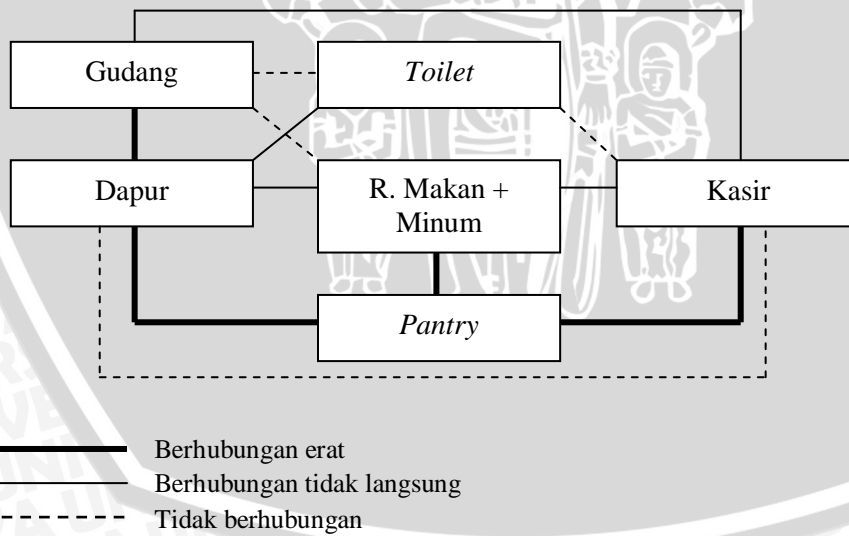 Gudang
Toilet
Dapur
R. Makan +
Minum
Kasir
Pantry
Berhubungan erat
Berhubungan tidak langsung
Tidak berhubungan